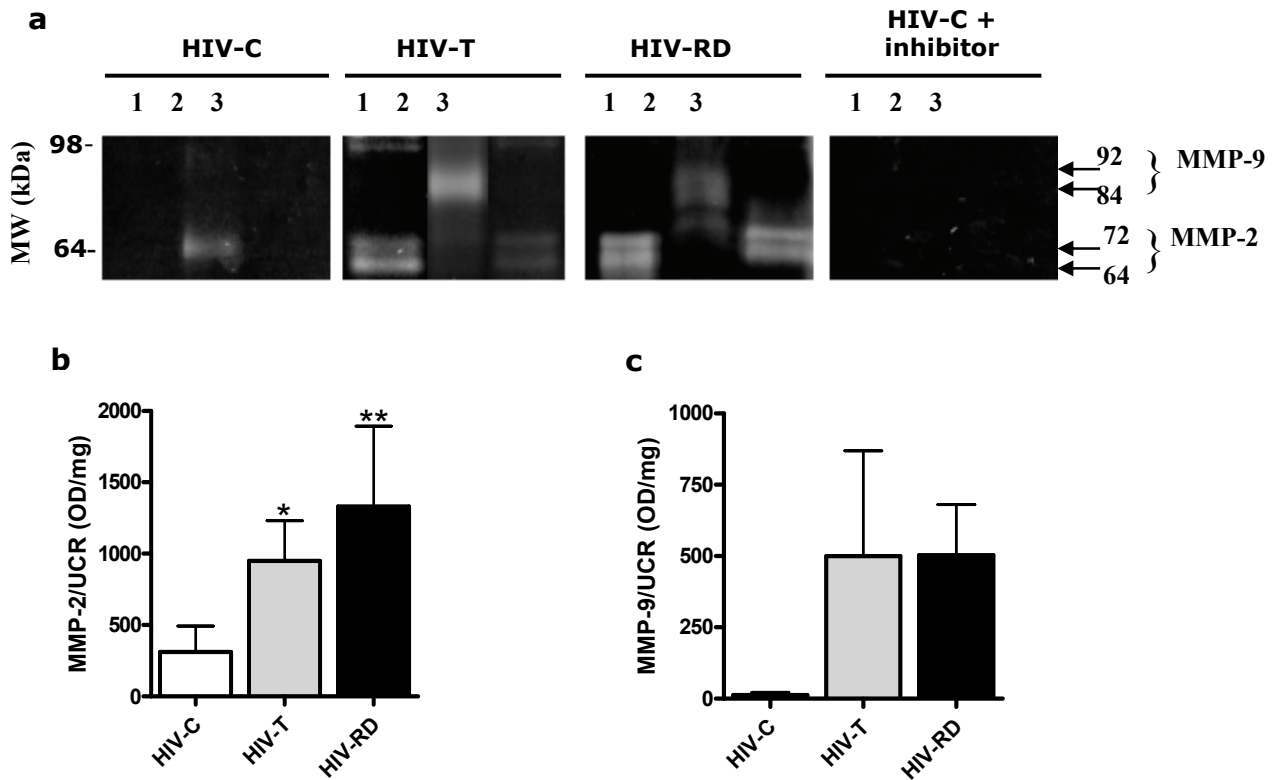 a
HIV-C
HIV-T
HIV-RD
HIV-C +
inhibitor
1 2 3
1 2 3
1 2 3
1 2 3
MW (kDa)
98-
64-
92
84
} MMP-9
72
64
} MMP-2
b
MMP-2/UCR (OD/mg)
2000
1500
1000
500
0
*
**
HIV-C
HIV-T
HIV-RD
c
MMP-9/UCR (OD/mg)
1000
750
500
250
0
HIV-C
HIV-T
HIV-RD